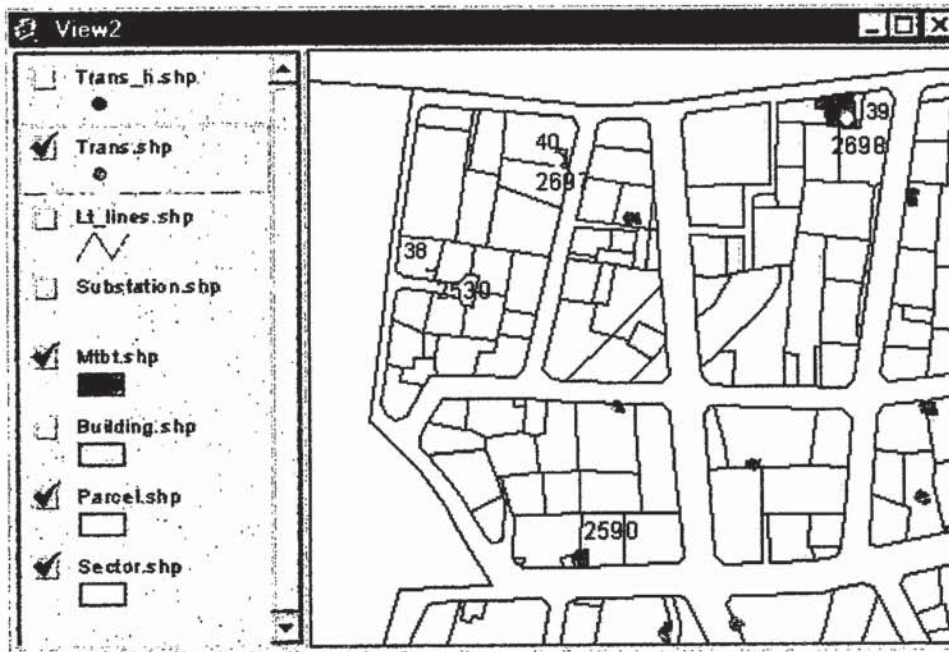 View2
Trans_h.shp
Trans.shp
Lt_lines.shp
Substation.shp
Mtbt.shp
Building.shp
Parcel.shp
Sector.shp
39
2698
40
2697
38
2530
2590